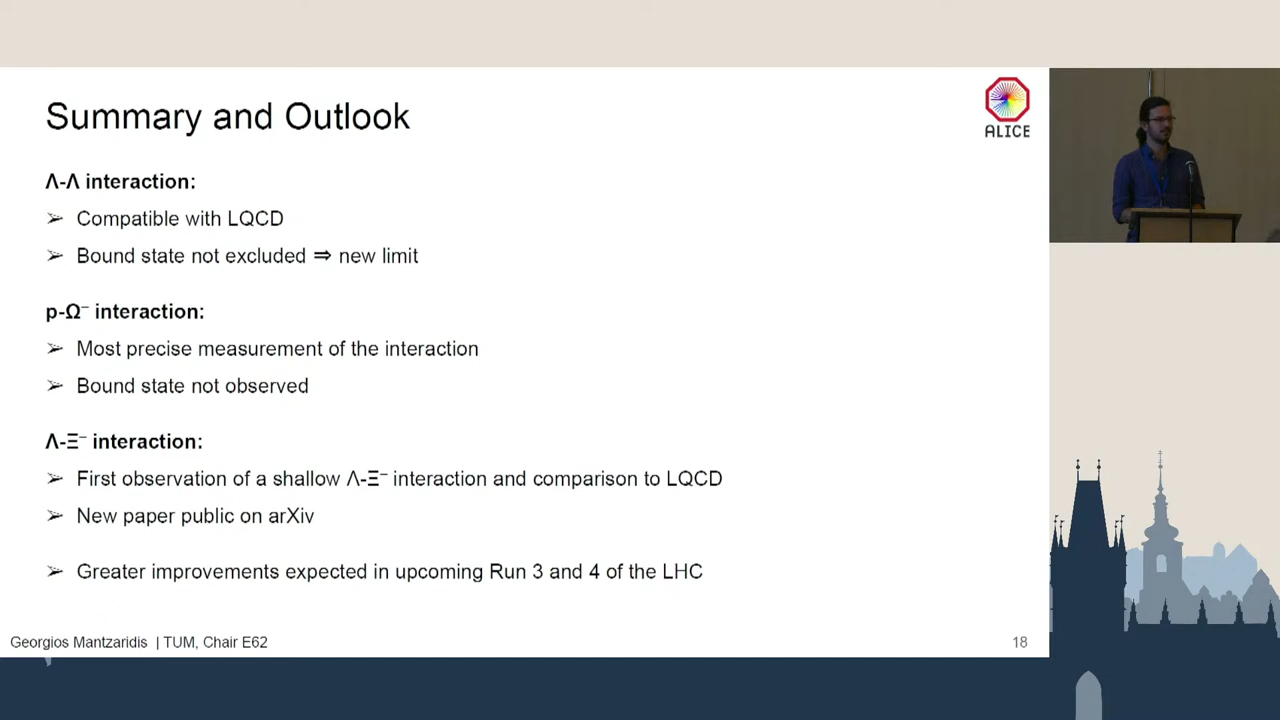 Summary and Outlook
ALICE
Λ-Λ interaction:
➢ Compatible with LQCD
➢ Bound state not excluded ⇒ new limit
p-Ω⁻ interaction:
➢ Most precise measurement of the interaction
➢ Bound state not observed
Λ-Ξ⁻ interaction:
➢ First observation of a shallow Λ-Ξ⁻ interaction and comparison to LQCD
➢ New paper public on arXiv
➢ Greater improvements expected in upcoming Run 3 and 4 of the LHC
Georgios Mantzaridis | TUM, Chair E62
18